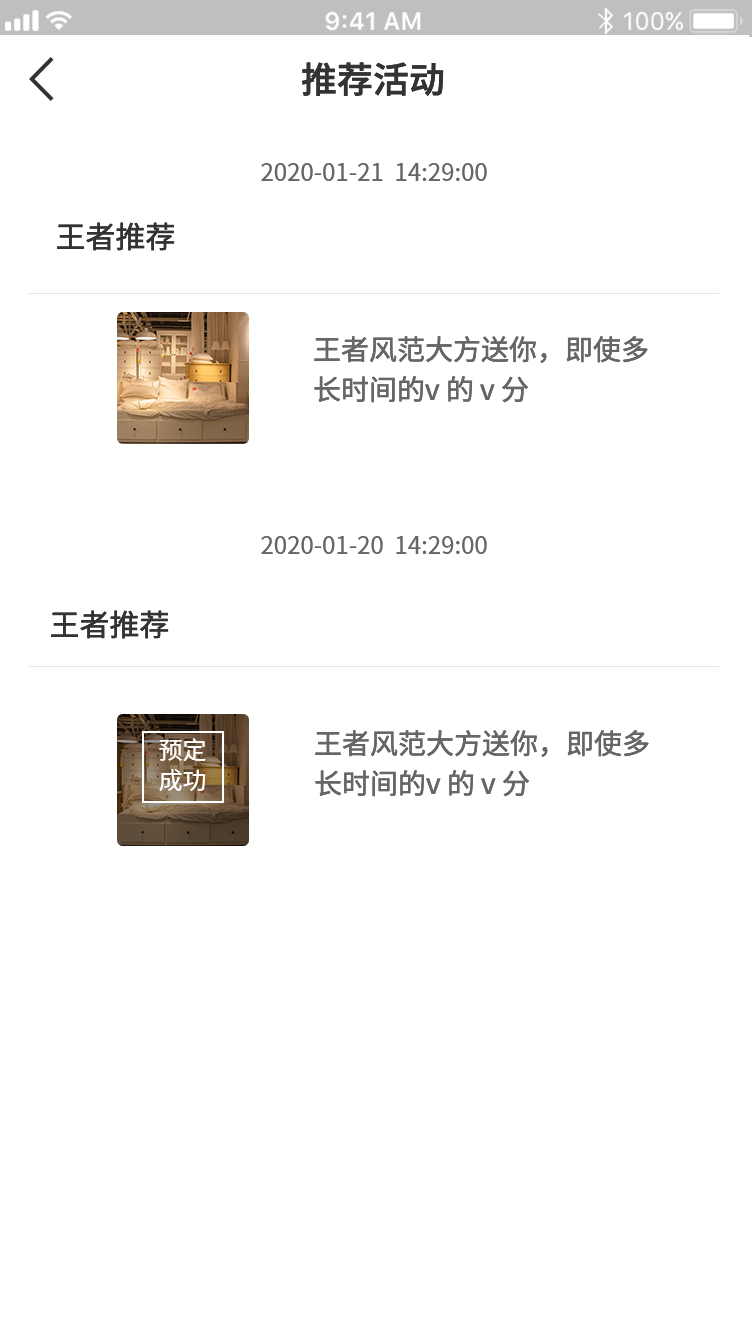 9:41 AM
100%
推荐活动
2020-01-21 14:29:00
王者推荐
王者风范大方送你，即使多
长时间的v 的 v 分
2020-01-20 14:29:00
王者推荐
预定
成功
王者风范大方送你，即使多
长时间的v 的 v 分